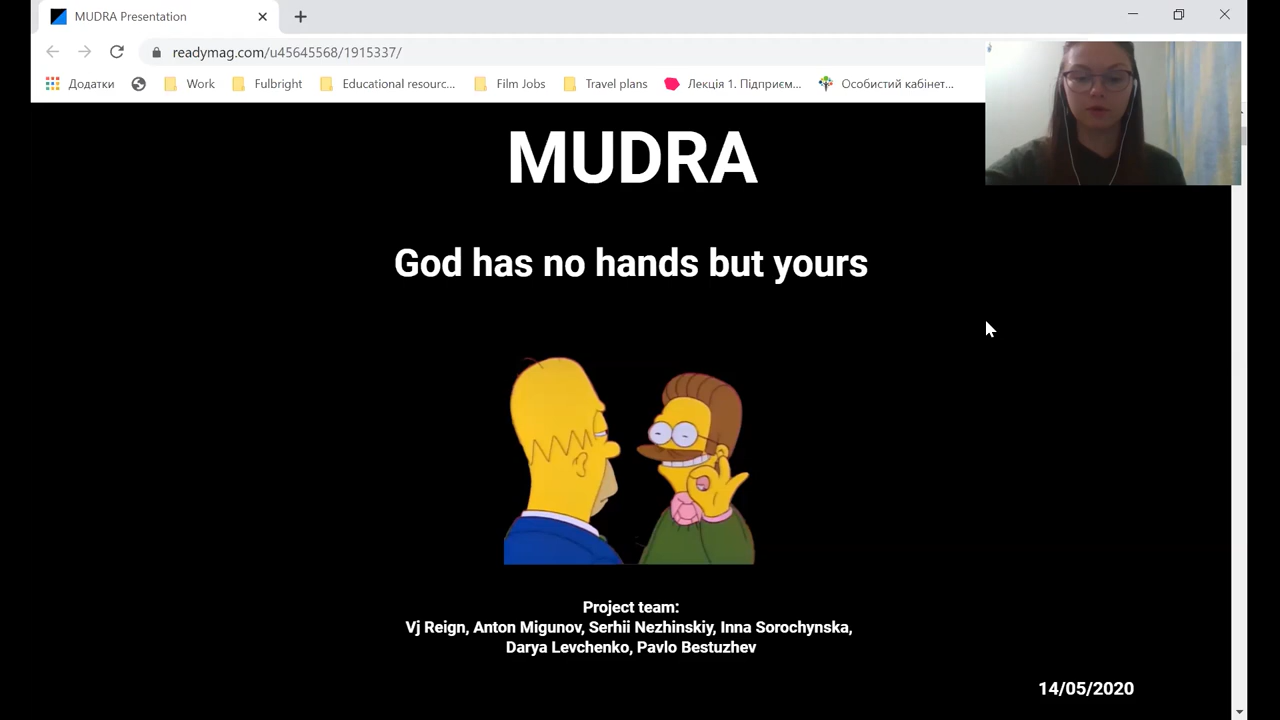 MUDRA Presentation
readymag.com/u45645568/1915337/
Додатки Work Fulbright Educational resourc... Film Jobs Travel plans Лекція 1. Підприєм... Особистий кабінет...
MUDRA
God has no hands but yours
Project team:
Vj Reign, Anton Migunov, Serhii Nezhinskiy, Inna Sorochynska,
Darya Levchenko, Pavlo Bestuzhev
14/05/2020